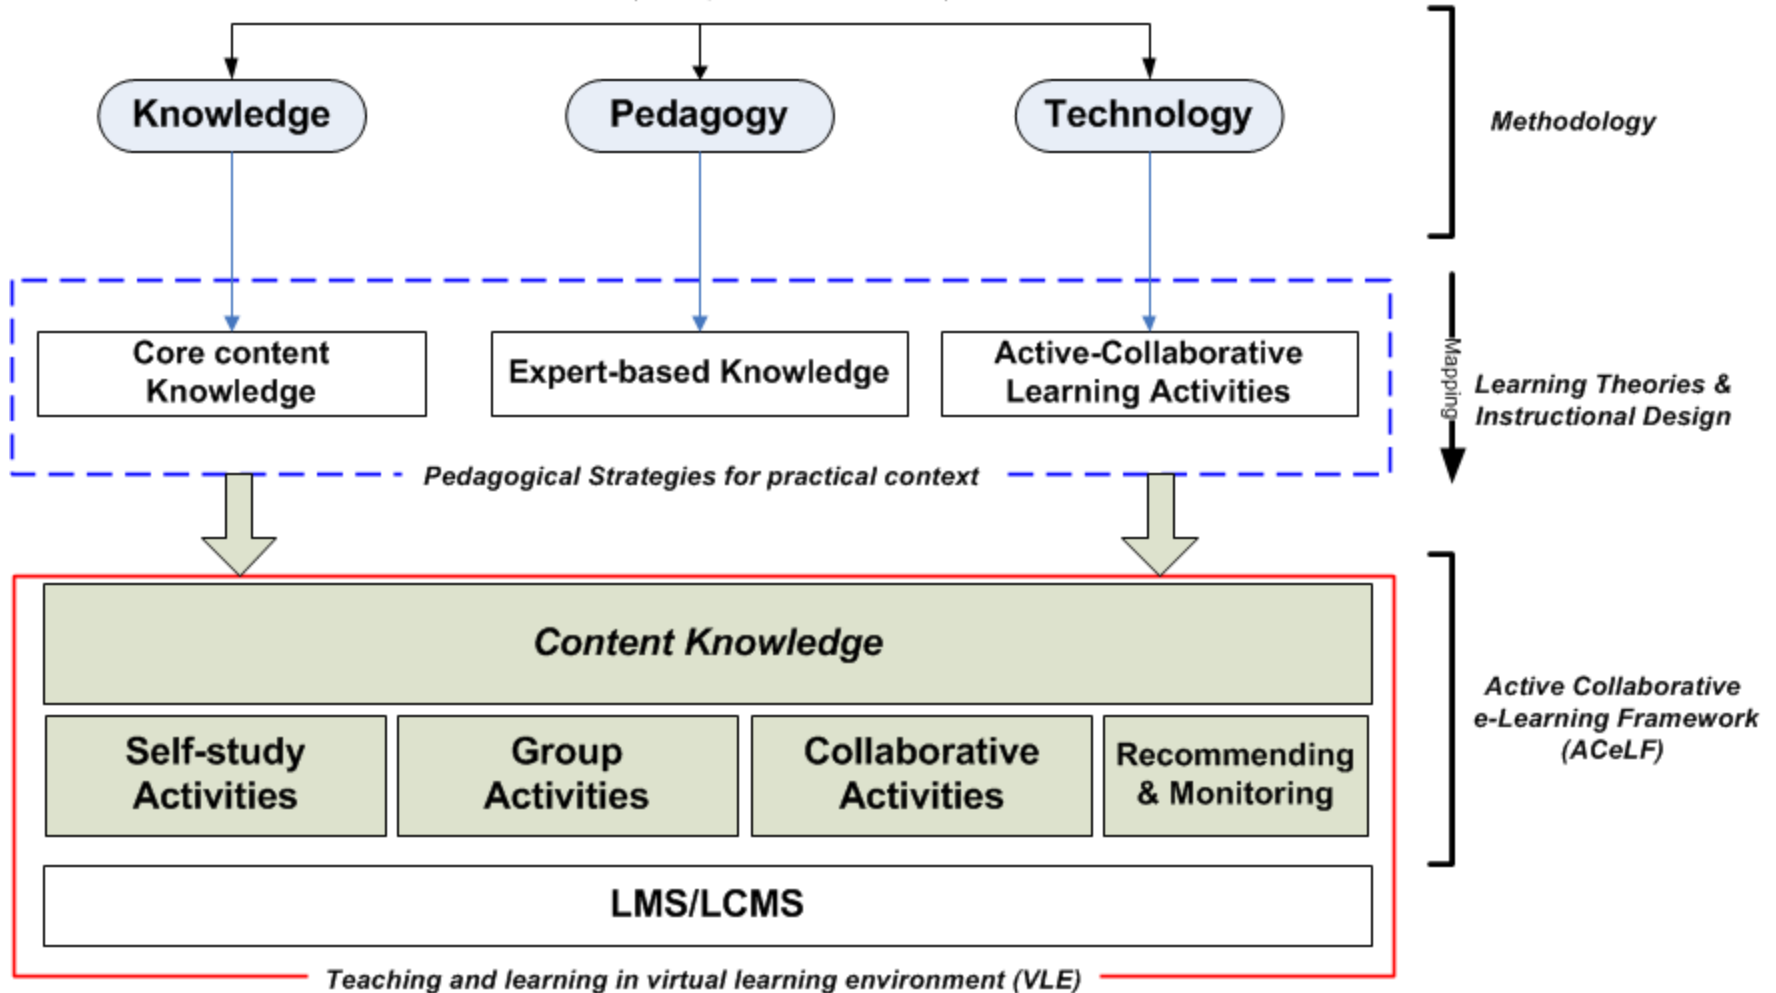 Knowledge
Pedagogy
Technology
Methodology
Core content
Knowledge
Expert-based Knowledge
Active-Collaborative
Learning Activities
Mapping
Learning Theories &
Instructional Design
Pedagogical Strategies for practical context
Content Knowledge
Self-study
Activities
Group
Activities
Collaborative
Activities
Recommending
& Monitoring
Active Collaborative
e-Learning Framework
(ACeLF)
LMS/LCMS
Teaching and learning in virtual learning environment (VLE)